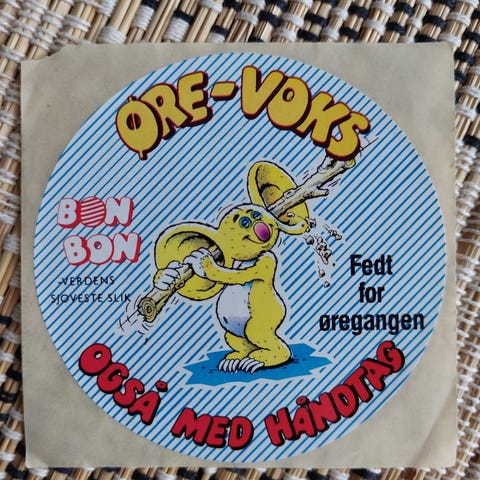 ØRE-VOKS
BON
BON
-VERDENS
SJOVESTE SLIK
Fedt
for
øregangen
OGSÅ MED HÅNDTAG